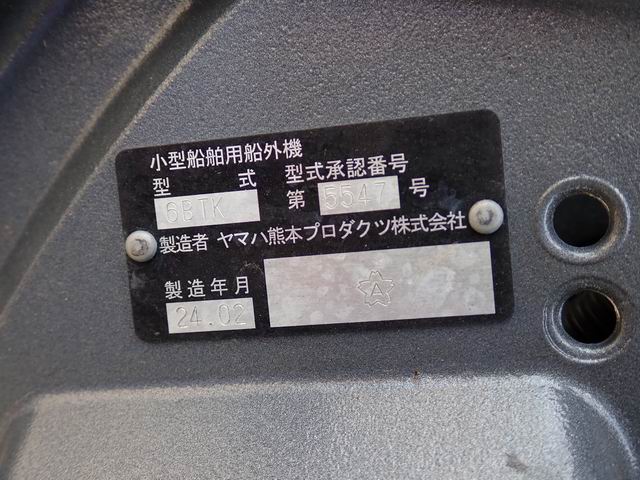 小型船舶用船外機
型式 型式承認番号
6BTK 第 5547 号
製造者 ヤマハ熊本プロダクツ株式会社
製造年月
24.02
A